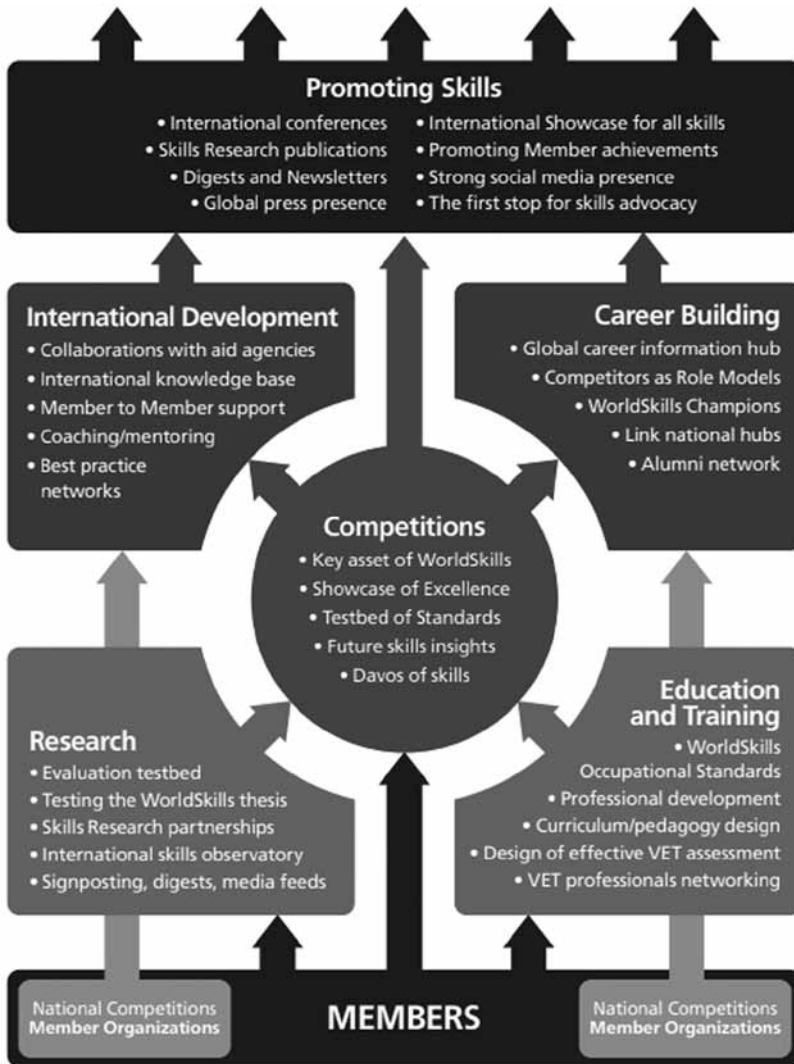 Promoting Skills
• International conferences
• Skills Research publications
• Digests and Newsletters
• Global press presence
• International Showcase for all skills
• Promoting Member achievements
• Strong social media presence
• The first stop for skills advocacy
International Development
• Collaborations with aid agencies
• International knowledge base
• Member to Member support
• Coaching/mentoring
• Best practice
networks
Career Building
• Global career information hub
• Competitors as Role Models
• WorldSkills Champions
• Link national hubs
• Alumni network
Competitions
• Key asset of WorldSkills
• Showcase of Excellence
• Testbed of Standards
• Future skills insights
• Davos of skills
Research
• Evaluation testbed
• Testing the WorldSkills thesis
• Skills Research partnerships
• International skills observatory
• Signposting, digests, media feeds
Education
and Training
• WorldSkills
Occupational Standards
• Professional development
• Curriculum/pedagogy design
• Design of effective VET assessment
• VET professionals networking
National Competitions
Member Organizations
MEMBERS
National Competitions
Member Organizations